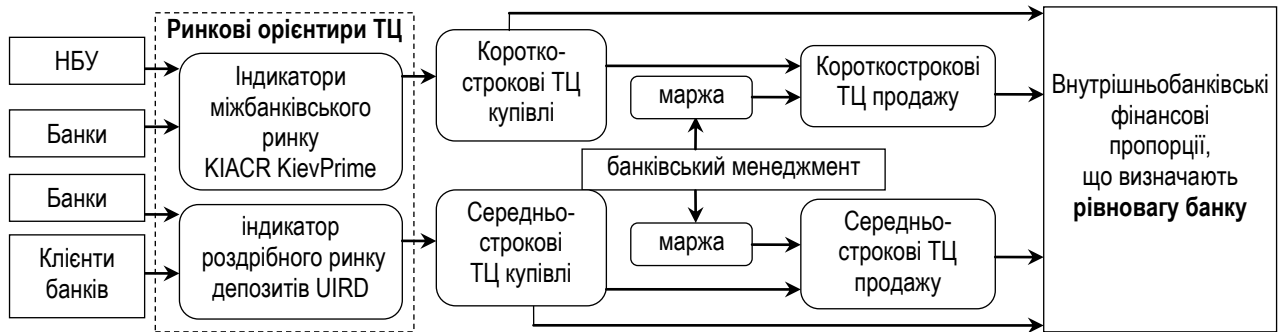 НБУ
Банки
Банки
Клієнти
банків
Ринкові орієнтири ТЦ
Індикатори
міжбанківського
ринку
KIACR KievPrime
індикатор
роздрібного ринку
депозитів UIRD
Коротко-
строкові ТЦ
купівлі
Середньо-
строкові
ТЦ купівлі
маржа
банківський менеджмент
маржа
Короткострокові
ТЦ продажу
Середньо-
строкові ТЦ
продажу
Внутрішньобанківські
фінансові
пропорції,
що визначають
рівновагу банку